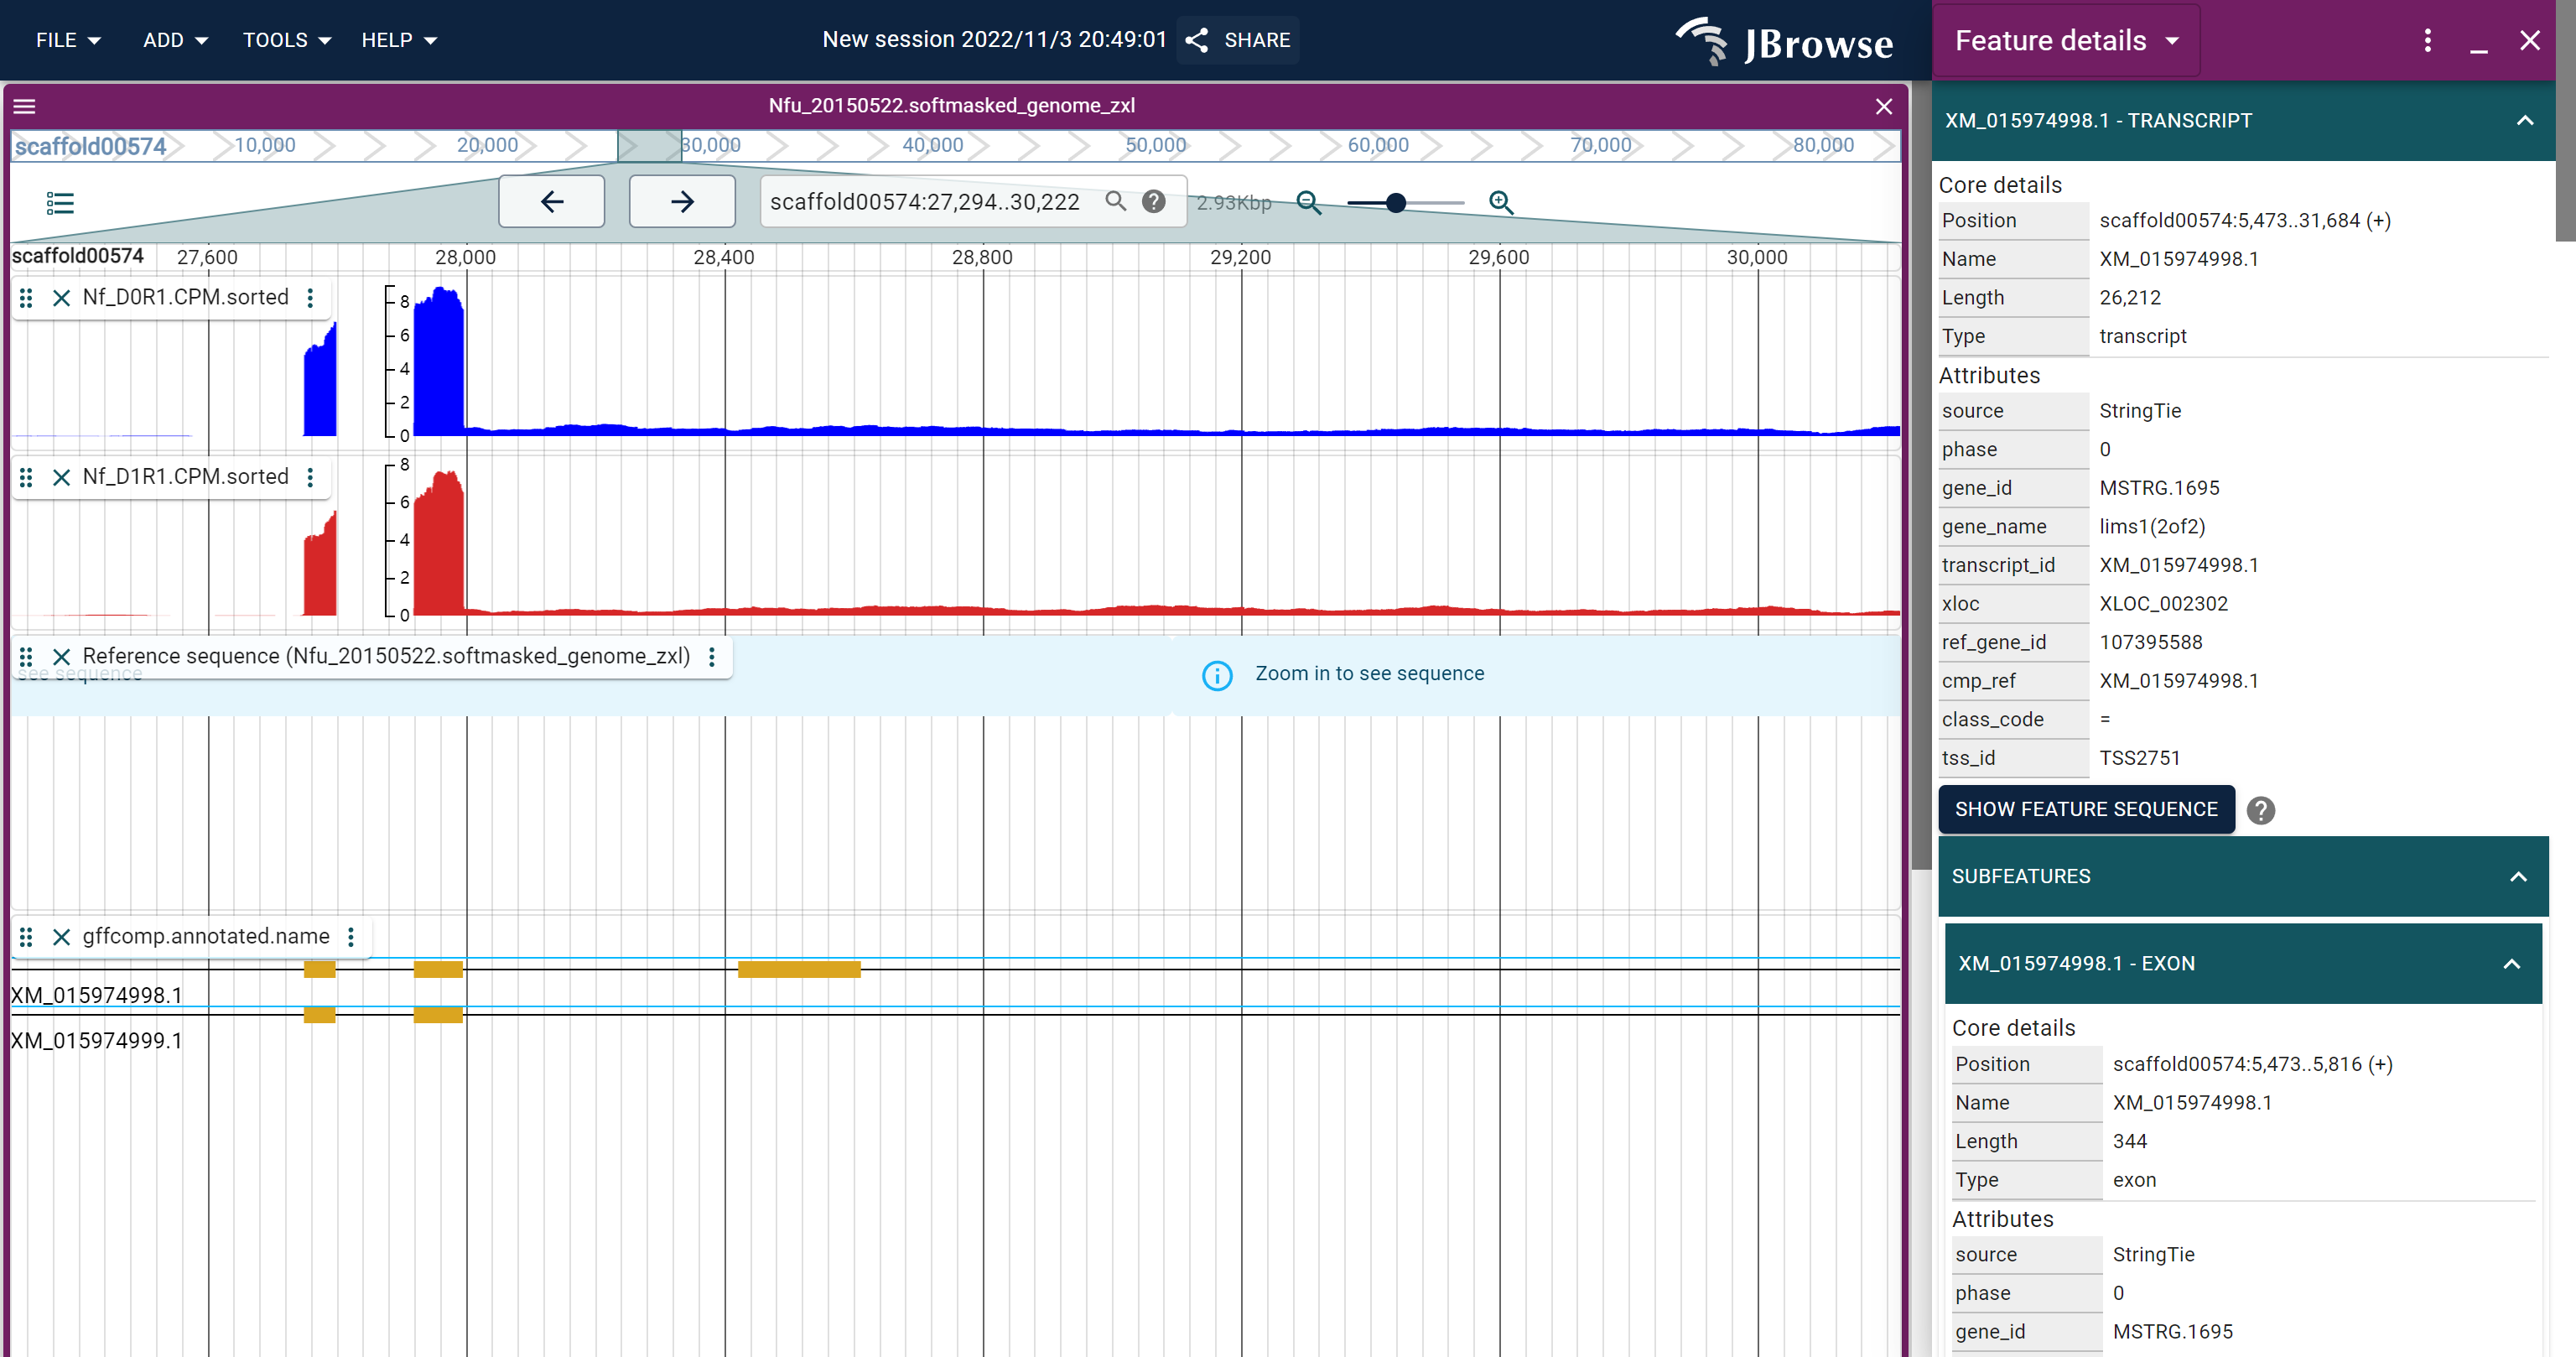 FILE ADD TOOLS HELP New session 2022/11/3 20:49:01 SHARE JBrowse
Nfu_20150522.softmasked_genome_zxl
scaffold00574 10,000 20,000 30,000 40,000 50,000 60,000 70,000 80,000
scaffold00574:27,294..30,222 2.93Kbp
scaffold00574 27,600 28,000 28,400 28,800 29,200 29,600 30,000
Nf_D0R1.CPM.sorted
8
6
4
2
0
Nf_D1R1.CPM.sorted
8
6
4
2
0
Reference sequence (Nfu_20150522.softmasked_genome_zxl)
see sequence
Zoom in to see sequence
gffcomp.annotated.name
XM_015974998.1
XM_015974999.1
Feature details
XM_015974998.1 - TRANSCRIPT
Core details
Position scaffold00574:5,473..31,684 (+)
Name XM_015974998.1
Length 26,212
Type transcript
Attributes
source StringTie
phase 0
gene_id MSTRG.1695
gene_name lims1(2of2)
transcript_id XM_015974998.1
xloc XLOC_002302
ref_gene_id 107395588
cmp_ref XM_015974998.1
class_code =
tss_id TSS2751
SHOW FEATURE SEQUENCE
SUBFEATURES
XM_015974998.1 - EXON
Core details
Position scaffold00574:5,473..5,816 (+)
Name XM_015974998.1
Length 344
Type exon
Attributes
source StringTie
phase 0
gene_id MSTRG.1695